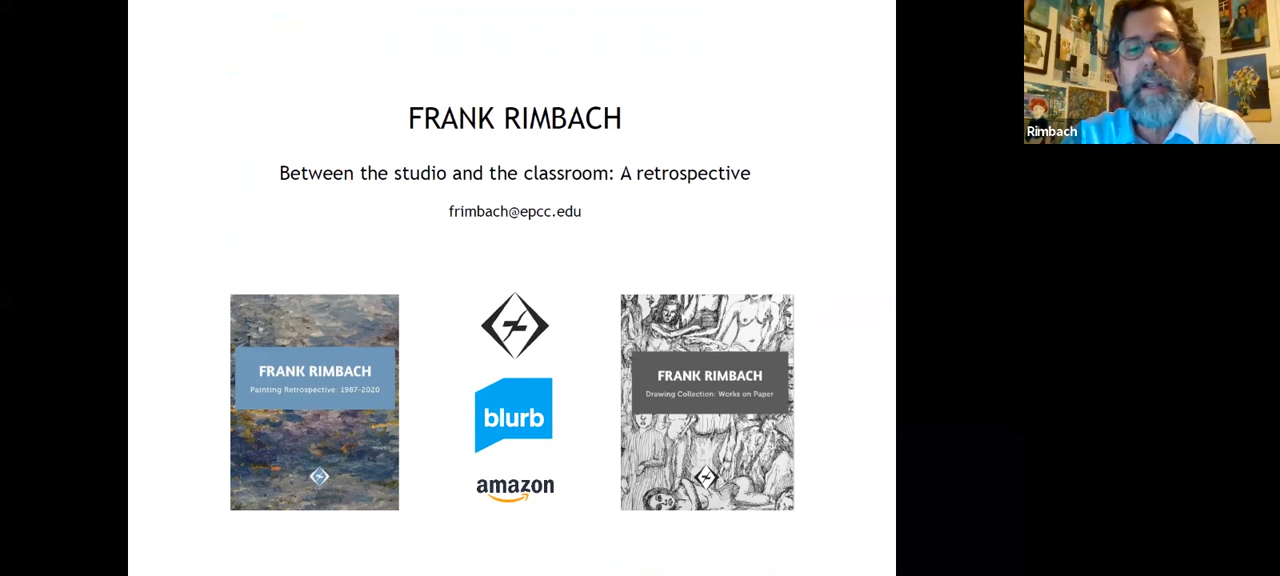 FRANK RIMBACH
Between the studio and the classroom: A retrospective
frimbach@epcc.edu
FRANK RIMBACH
Painting Retrospective 1987-2020
blurb
amazon
FRANK RIMBACH
Drawing Collection: Works on Paper
Rimbach